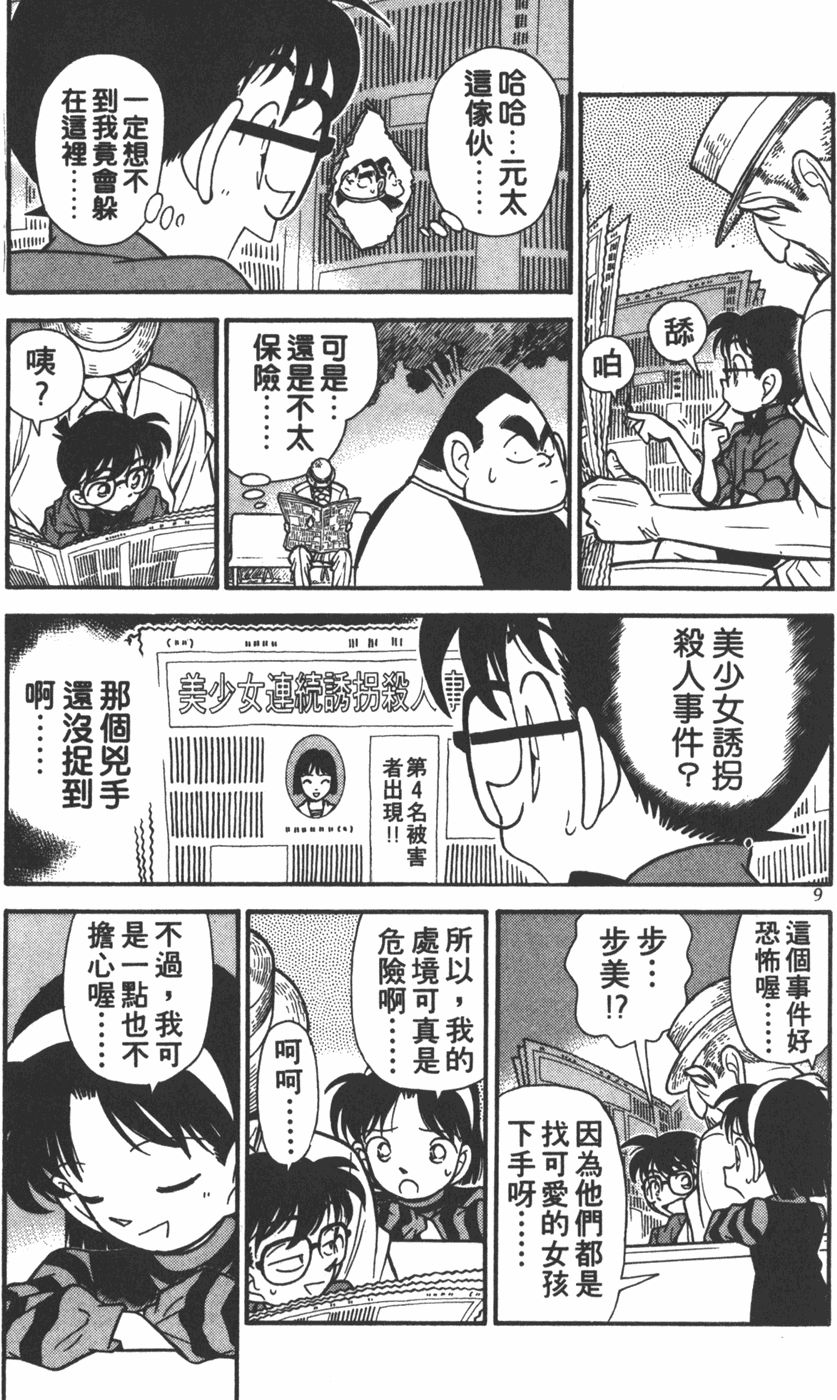 舔……
啪
哈哈…元太
這傢伙……
一定想不
到我竟會躲
在這裡……
可是…
還是不太
保險……
咦？
美少女誘拐
殺人事件？
美少女連続誘拐殺人事
第4名被害
者出現!!
那個兇手
還沒捉到
啊……
9
這個事件好
恐怖喔……
步…
步美!?
因為他們都是
找可愛的女孩
下手呀……
所以，我的
處境可真是
危險啊……
呵呵……
不過，我可
是一點也不
擔心喔……